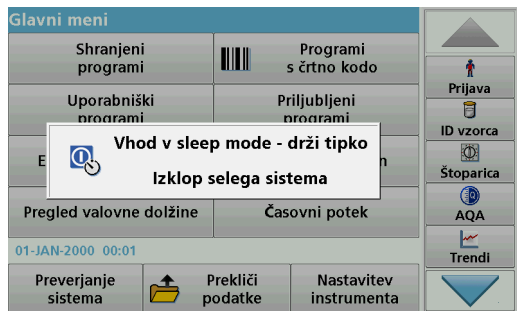 Glavni meni
Shranjeni
programi
Programi
s črtno kodo
Uporabniški
programi
Priljubljeni
programi
Vhod v sleep mode - drži tipko
Izklop selega sistema
Pregled valovne dolžine
Časovni potek
01-JAN-2000 00:01
Preverjanje
sistema
Prekliči
podatke
Nastavitev
instrumenta
Prijava
ID vzorca
Štoparica
AQA
Trendi